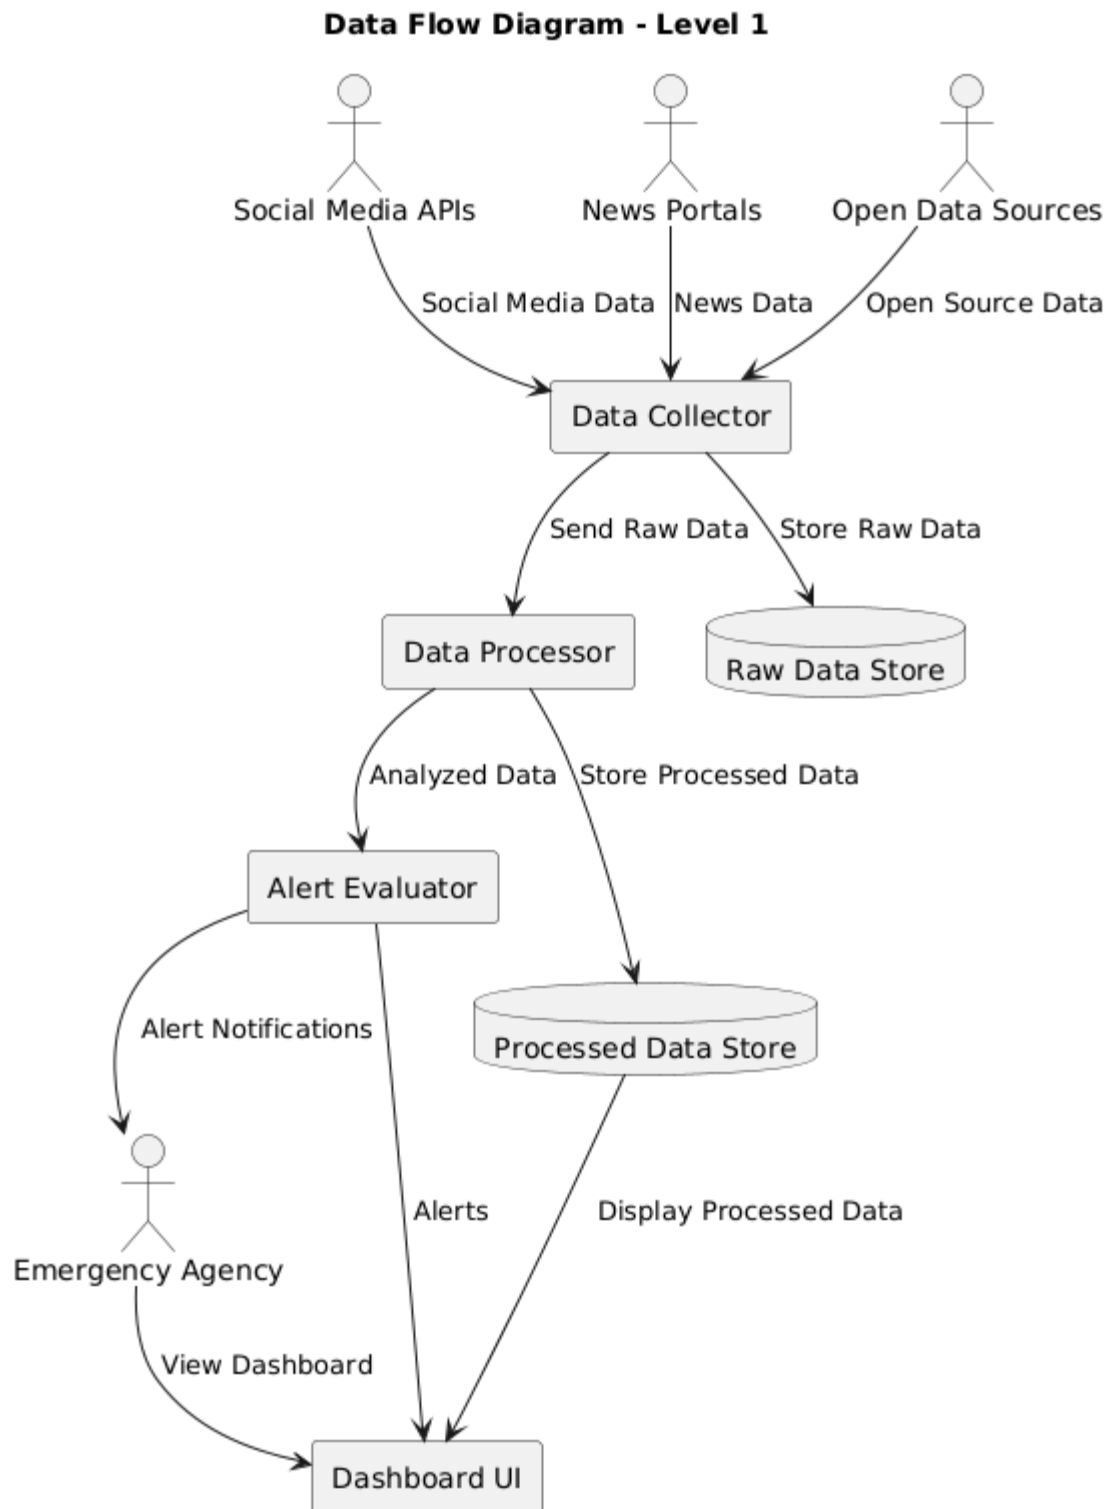 Data Flow Diagram - Level 1
Social Media APIs
News Portals
Open Data Sources
Social Media Data
News Data
Open Source Data
Data Collector
Send Raw Data
Store Raw Data
Data Processor
Raw Data Store
Analyzed Data
Store Processed Data
Alert Evaluator
Alert Notifications
Processed Data Store
Alerts
Display Processed Data
Emergency Agency
View Dashboard
Dashboard UI